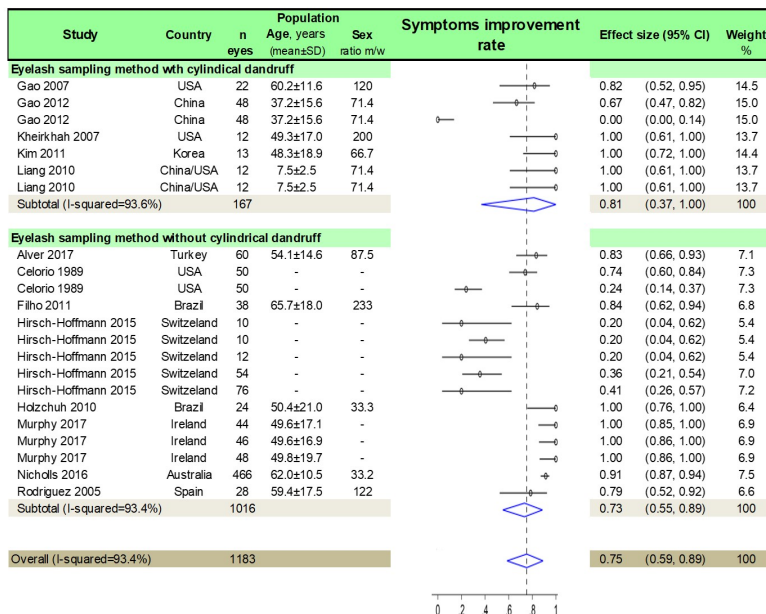 Population
Study Country n Age, years Sex Symptoms improvement Effect size (95% CI) Weight
eyes (mean±SD) ratio m/w rate %
Eyelash sampling method wth cylindical dandruff
Gao 2007 USA 22 60.2±11.6 120 0.82 (0.52, 0.95) 14.5
Gao 2012 China 48 37.2±15.6 71.4 0.67 (0.47, 0.82) 15.0
Gao 2012 China 48 37.2±15.6 71.4 0.00 (0.00, 0.14) 15.0
Kheirkhah 2007 USA 12 49.3±17.0 200 1.00 (0.61, 1.00) 13.7
Kim 2011 Korea 13 48.3±18.9 66.7 1.00 (0.72, 1.00) 14.4
Liang 2010 China/USA 12 7.5±2.5 71.4 1.00 (0.61, 1.00) 13.7
Liang 2010 China/USA 12 7.5±2.5 71.4 1.00 (0.61, 1.00) 13.7
Subtotal (I-squared=93.6%) 167 0.81 (0.37, 1.00) 100
Eyelash sampling method without cylindrical dandruff
Alver 2017 Turkey 60 54.1±14.6 87.5 0.83 (0.66, 0.93) 7.1
Celorio 1989 USA 50 - - 0.74 (0.60, 0.84) 7.3
Celorio 1989 USA 50 - - 0.24 (0.14, 0.37) 7.3
Filho 2011 Brazil 38 65.7±18.0 233 0.84 (0.62, 0.94) 6.8
Hirsch-Hoffmann 2015 Switzeland 10 - - 0.20 (0.04, 0.62) 5.4
Hirsch-Hoffmann 2015 Switzeland 10 - - 0.20 (0.04, 0.62) 5.4
Hirsch-Hoffmann 2015 Switzeland 12 - - 0.20 (0.04, 0.62) 5.4
Hirsch-Hoffmann 2015 Switzeland 54 - - 0.36 (0.21, 0.54) 7.0
Hirsch-Hoffmann 2015 Switzeland 76 - - 0.41 (0.26, 0.57) 7.2
Holzchuh 2010 Brazil 24 50.4±21.0 33.3 1.00 (0.76, 1.00) 6.4
Murphy 2017 Ireland 44 49.6±17.1 - 1.00 (0.85, 1.00) 6.9
Murphy 2017 Ireland 46 49.6±16.9 - 1.00 (0.86, 1.00) 6.9
Murphy 2017 Ireland 48 49.8±19.7 - 1.00 (0.86, 1.00) 6.9
Nicholls 2016 Australia 466 62.0±10.5 33.2 0.91 (0.87, 0.94) 7.5
Rodriguez 2005 Spain 28 59.4±17.5 122 0.79 (0.52, 0.92) 6.6
Subtotal (I-squared=93.4%) 1016 0.73 (0.55, 0.89) 100
Overall (I-squared=93.4%) 1183 0.75 (0.59, 0.89) 100
0 .2 .4 .6 .8 1